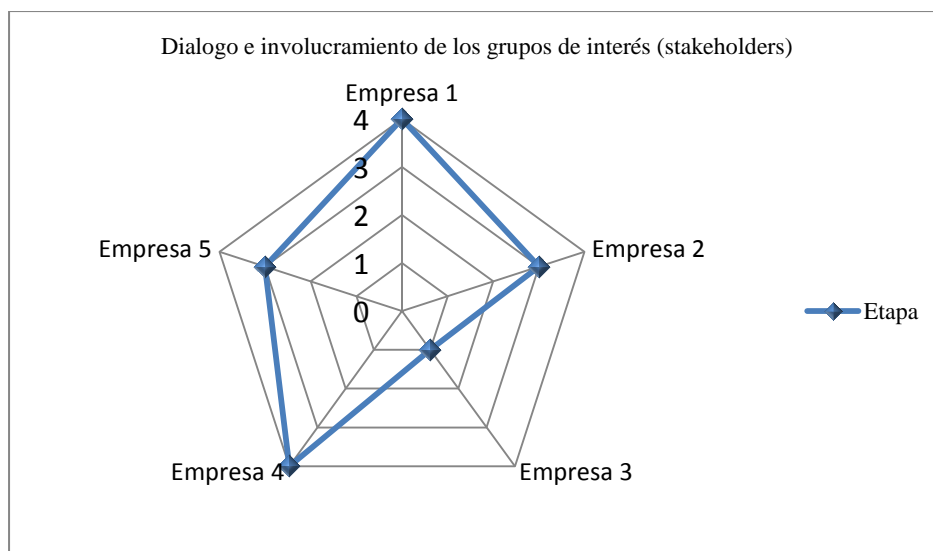 Dialogo e involucramiento de los grupos de interés (stakeholders)
Empresa 1
4
3
2
1
0
Empresa 2
Empresa 5
Etapa
Empresa 4
Empresa 3